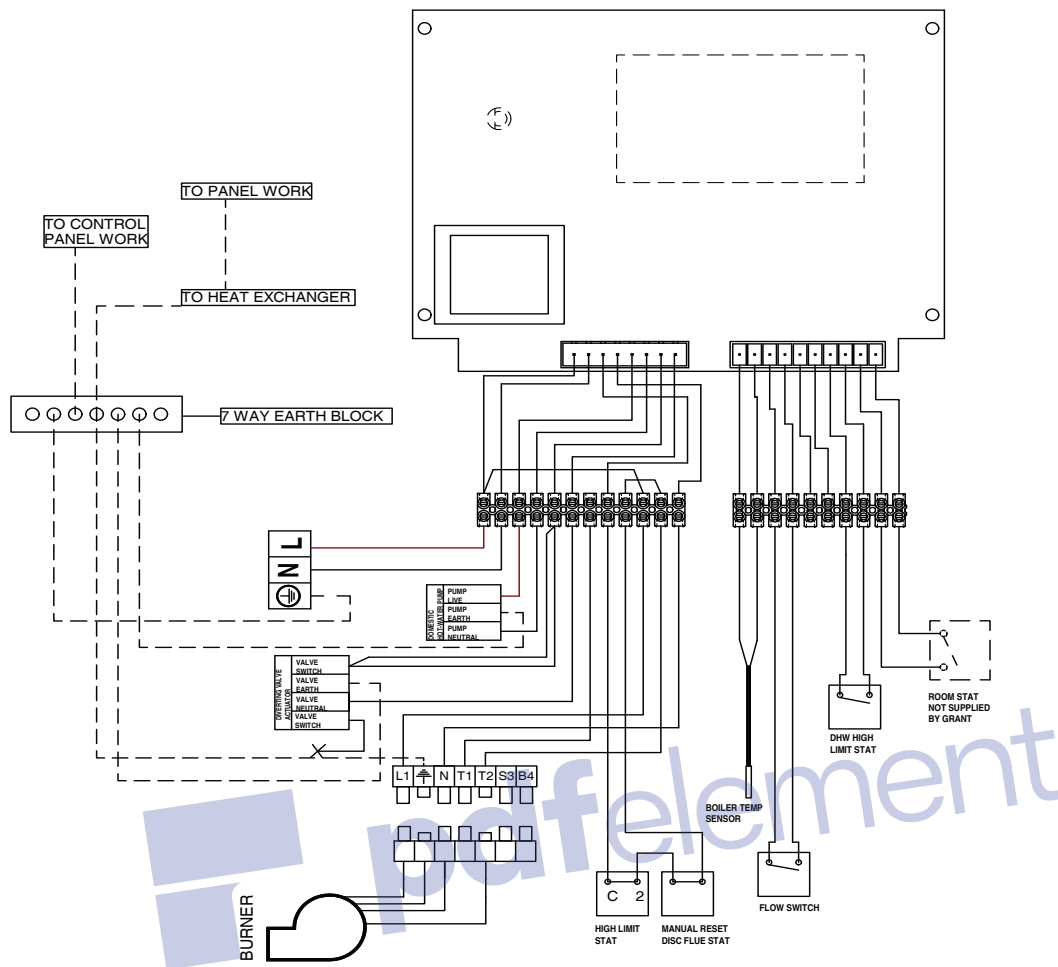 TO PANEL WORK
TO CONTROL
PANEL WORK
TO HEAT EXCHANGER
7 WAY EARTH BLOCK
L
N
DOMESTIC
HOT-WATER PUMP
PUMP
LIVE
PUMP
EARTH
PUMP
NEUTRAL
DIVERTING VALVE
ACTUATOR
VALVE
SWITCH
VALVE
EARTH
VALVE
NEUTRAL
VALVE
SWITCH
L1 N T1 T2 S3 B4
BURNER
C 2
HIGH LIMIT
STAT
MANUAL RESET
DISC FLUE STAT
BOILER TEMP
SENSOR
FLOW SWITCH
DHW HIGH
LIMIT STAT
ROOM STAT
NOT SUPPLIED
BY GRANT
pdfelement